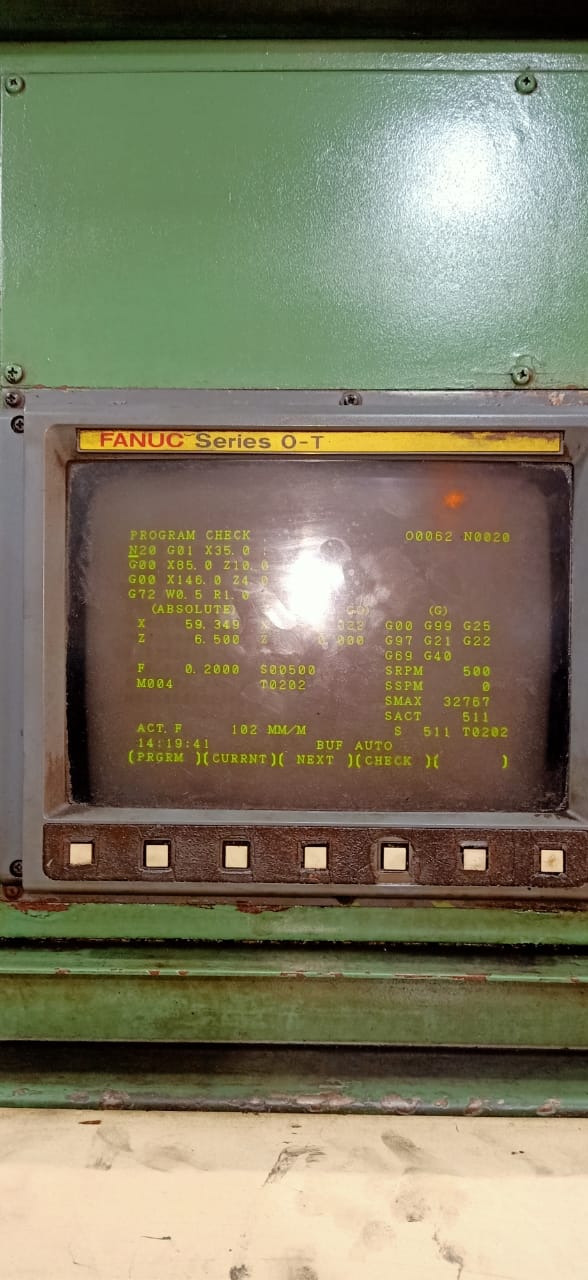 FANUC Series O-T
PROGRAM CHECK O0062 N0020
N20 G01 X35.0 ;
G00 X85.0 Z10.0
G00 X146.0 Z4.0
G72 W0.5 R1.0
(ABSOLUTE) (G)
X 59.349 G00 G99 G25
Z 6.500 Z 0.000 G97 G21 G22
G69 G40
F 0.2000 S00500 SRPM 500
M004 T0202 SSPM 0
SMAX 32767
SACT 511
ACT.F 102 MM/M S 511 T0202
14:19:41 BUF AUTO
(PRGRM )(CURRNT)( NEXT )(CHECK )( )